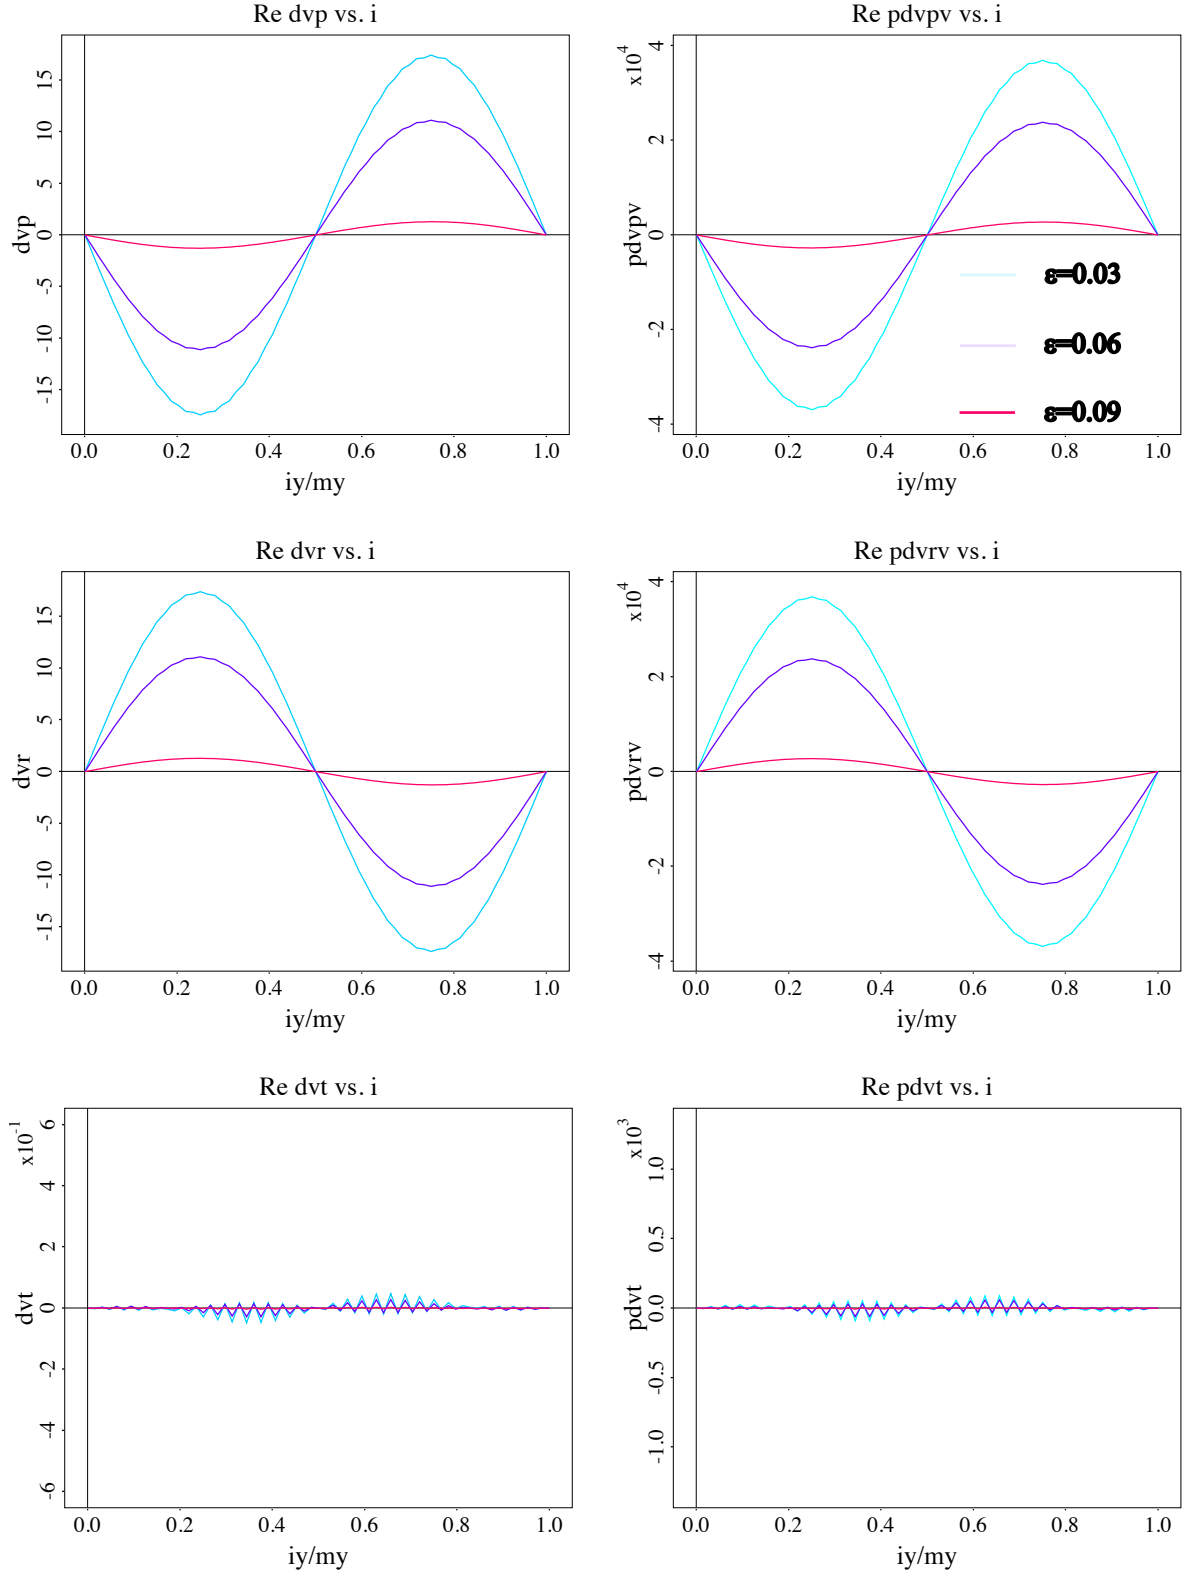 Re dvp vs. i
Re pdvpv vs. i
dvp
15
10
5
0
-5
-10
-15
0.0 0.2 0.4 0.6 0.8 1.0
iy/my
pdvpv
x10^4
4
2
0
-2
-4
ε=0.03
ε=0.06
ε=0.09
0.0 0.2 0.4 0.6 0.8 1.0
iy/my
Re dvr vs. i
Re pdvrv vs. i
dvr
15
10
5
0
-5
-10
-15
0.0 0.2 0.4 0.6 0.8 1.0
iy/my
pdvrv
x10^4
4
2
0
-2
-4
0.0 0.2 0.4 0.6 0.8 1.0
iy/my
Re dvt vs. i
Re pdvt vs. i
dvt
x10^-1
6
4
2
0
-2
-4
-6
0.0 0.2 0.4 0.6 0.8 1.0
iy/my
pdvt
x10^3
1.0
0.5
0.0
-0.5
-1.0
0.0 0.2 0.4 0.6 0.8 1.0
iy/my